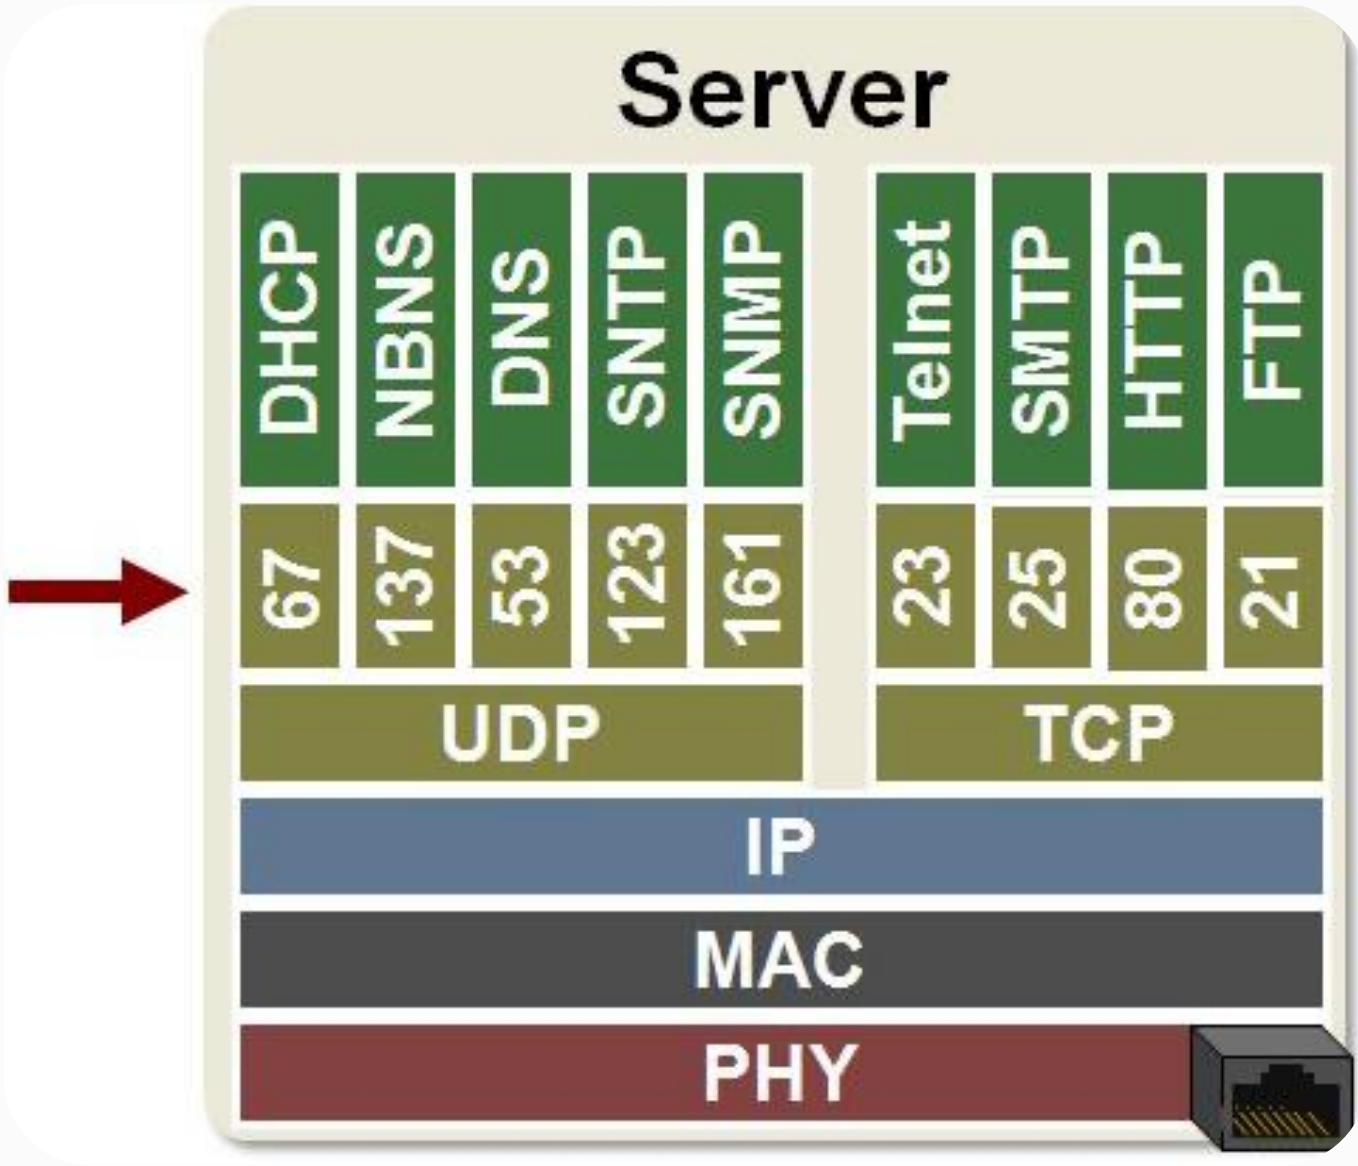 Server
DHCP NBNS DNS SNTP SNMP Telnet SMTP HTTP FTP
67 137 53 123 161 23 25 80 21
UDP TCP
IP
MAC
PHY